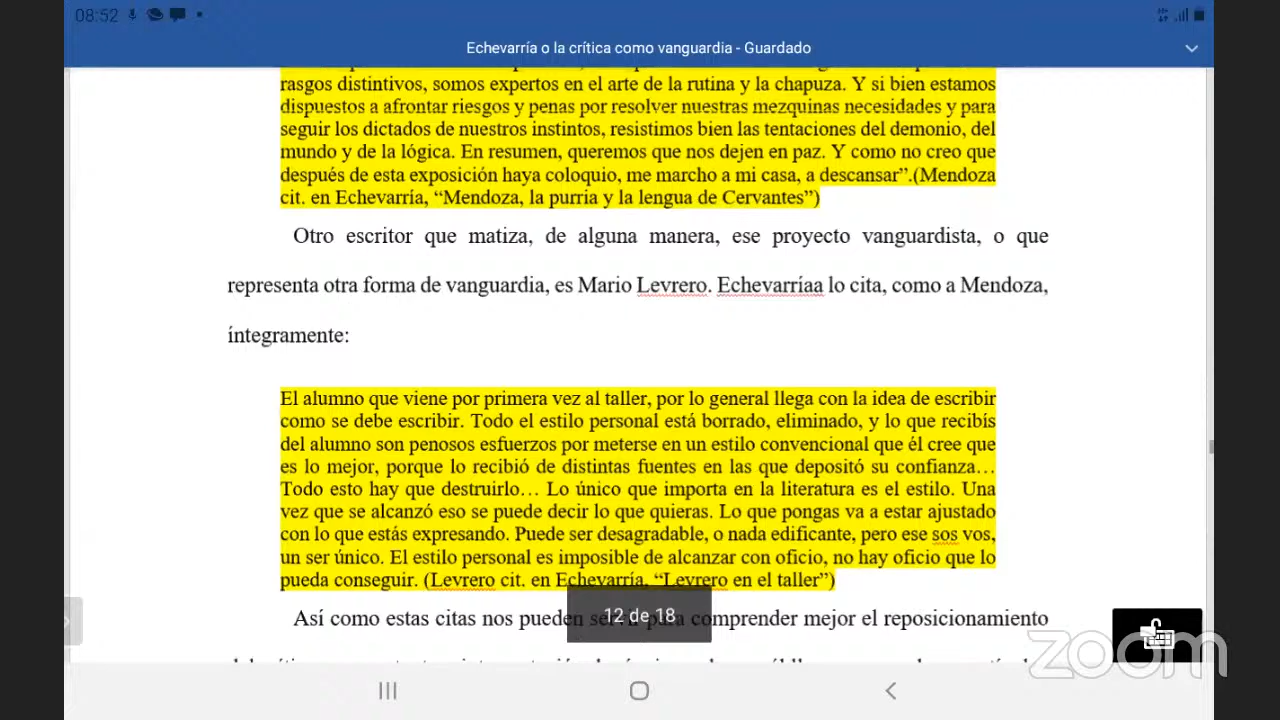 08:52
Echevarría o la crítica como vanguardia - Guardado
rasgos distintivos, somos expertos en el arte de la rutina y la chapuza. Y si bien estamos
dispuestos a afrontar riesgos y penas por resolver nuestras mezquinas necesidades y para
seguir los dictados de nuestros instintos, resistimos bien las tentaciones del demonio, del
mundo y de la lógica. En resumen, queremos que nos dejen en paz. Y como no creo que
después de esta exposición haya coloquio, me marcho a mi casa, a descansar”.(Mendoza
cit. en Echevarría, “Mendoza, la purria y la lengua de Cervantes”)
Otro escritor que matiza, de alguna manera, ese proyecto vanguardista, o que
representa otra forma de vanguardia, es Mario Levrero. Echevarríaa lo cita, como a Mendoza,
íntegramente:
El alumno que viene por primera vez al taller, por lo general llega con la idea de escribir
como se debe escribir. Todo el estilo personal está borrado, eliminado, y lo que recibís
del alumno son penosos esfuerzos por meterse en un estilo convencional que él cree que
es lo mejor, porque lo recibió de distintas fuentes en las que depositó su confianza…
Todo esto hay que destruirlo… Lo único que importa en la literatura es el estilo. Una
vez que se alcanzó eso se puede decir lo que quieras. Lo que pongas va a estar ajustado
con lo que estás expresando. Puede ser desagradable, o nada edificante, pero ese sos vos,
un ser único. El estilo personal es imposible de alcanzar con oficio, no hay oficio que lo
pueda conseguir. (Levrero cit. en Echevarría, “Levrero en el taller”)
12 de 18
Así como estas citas nos pueden servir para comprender mejor el reposicionamiento
zoom